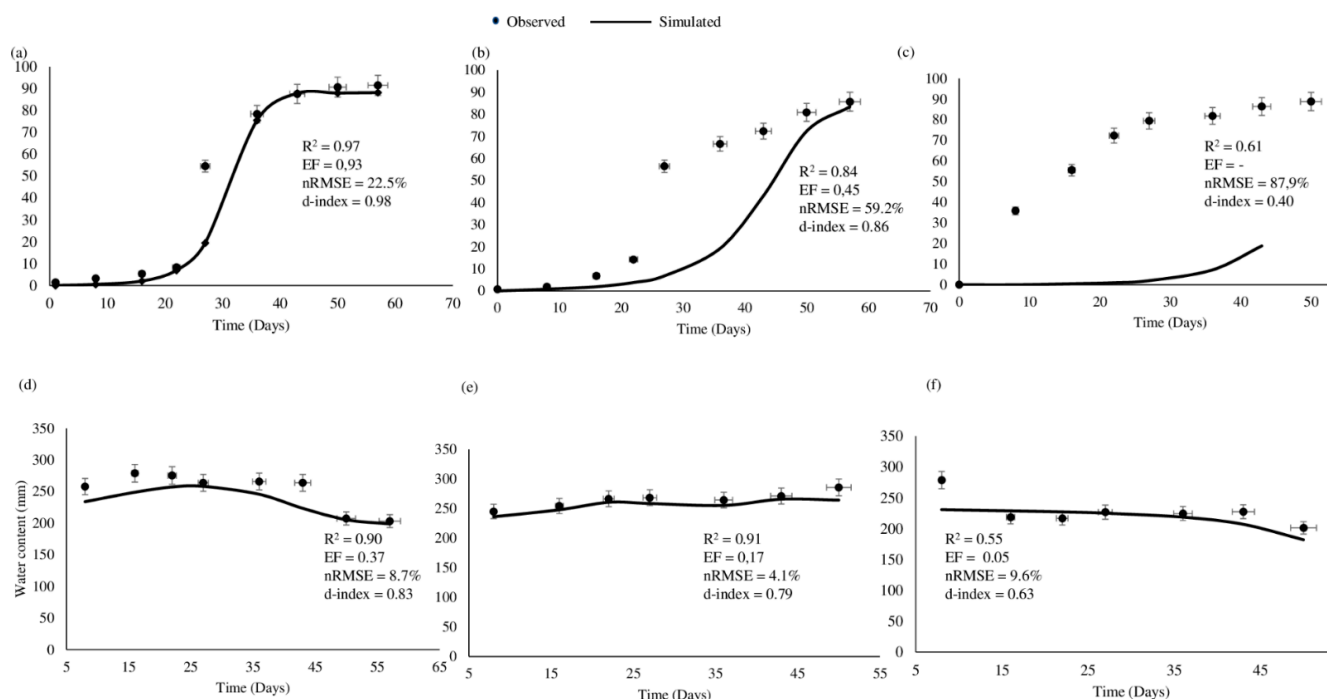 Observed Simulated
(a)
100
90
80
70
60
50
40
30
20
10
0
0 10 20 30 40 50 60 70
Time (Days)
R² = 0.97
EF = 0,93
nRMSE = 22.5%
d-index = 0.98
(b)
100
90
80
70
60
50
40
30
20
10
0
0 10 20 30 40 50 60 70
Time (Days)
R² = 0.84
EF = 0,45
nRMSE = 59.2%
d-index = 0.86
(c)
100
90
80
70
60
50
40
30
20
10
0
0 10 20 30 40 50
Time (Days)
R² = 0.61
EF = -
nRMSE = 87,9%
d-index = 0.40
(d)
Water content (mm)
350
300
250
200
150
100
50
0
5 15 25 35 45 55 65
Time (Days)
R² = 0.90
EF = 0.37
nRMSE = 8.7%
d-index = 0.83
(e)
350
300
250
200
150
100
50
0
5 15 25 35 45 55
Time (Days)
R² = 0.91
EF = 0,17
nRMSE = 4.1%
d-index = 0.79
(f)
350
300
250
200
150
100
50
0
5 15 25 35 45
Time (Days)
R² = 0.55
EF = 0.05
nRMSE = 9.6%
d-index = 0.63